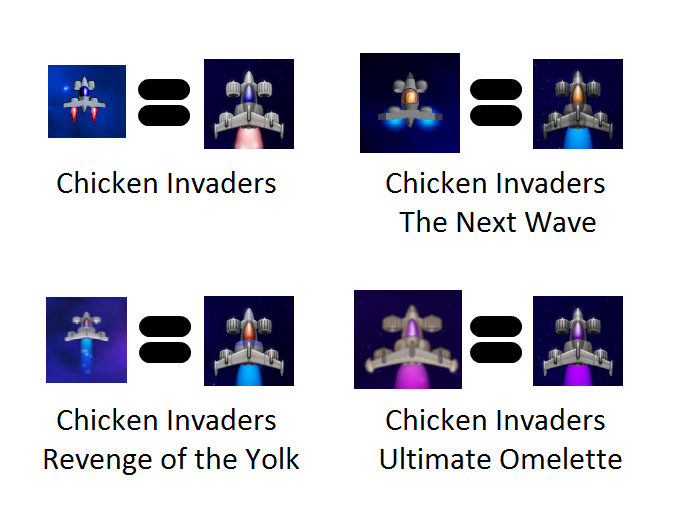 Chicken Invaders
Chicken Invaders
The Next Wave
Chicken Invaders
Revenge of the Yolk
Chicken Invaders
Ultimate Omelette